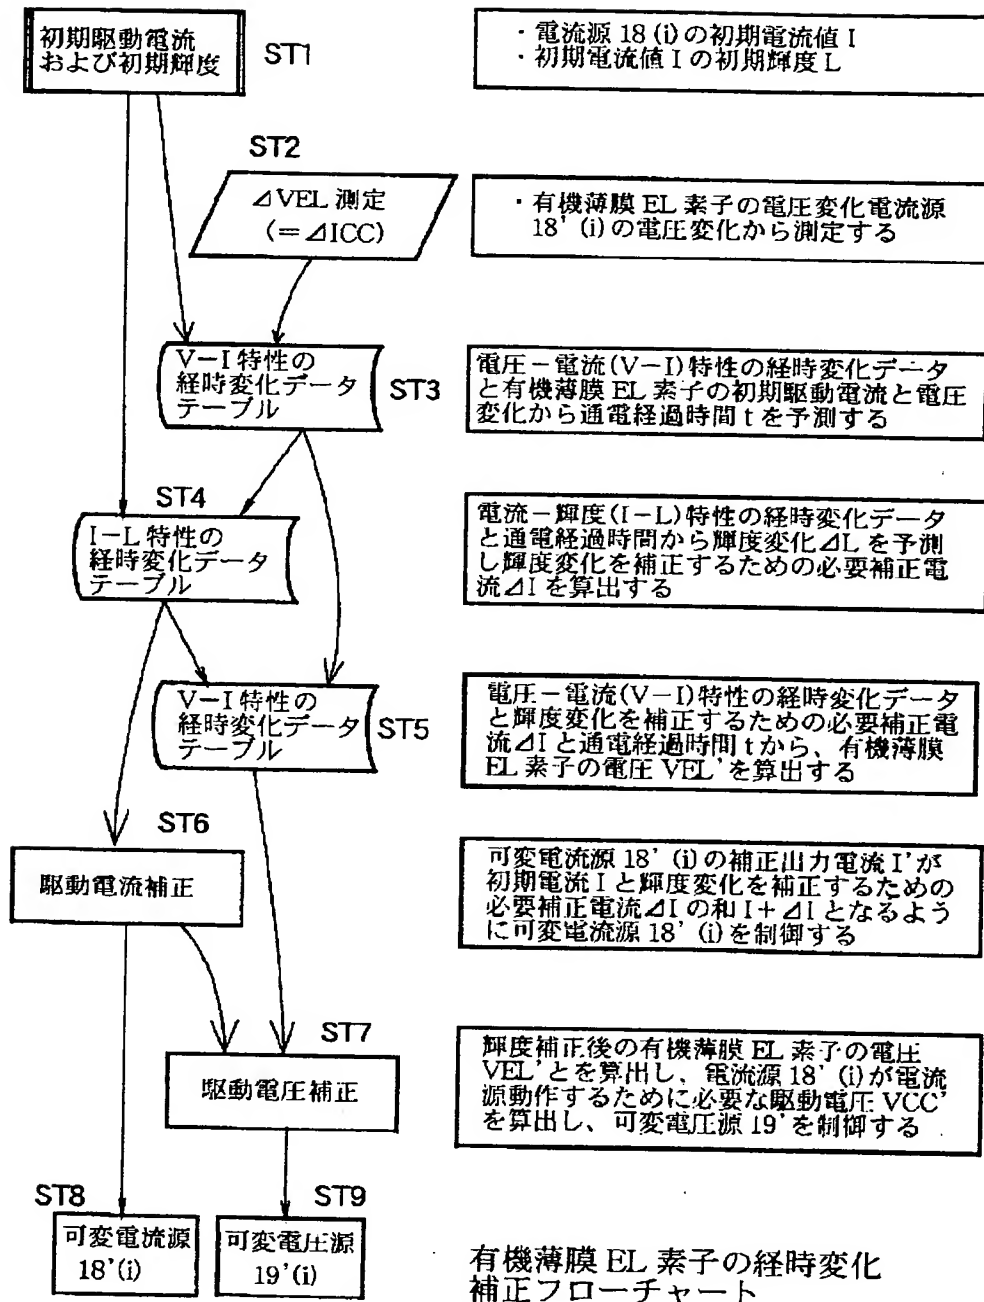 初期駆動電流
および初期輝度
ST1
・電流源 18 (i) の初期電流値 I
・初期電流値 I の初期輝度 L
ST2
⊿VEL 測定
(=⊿ICC)
・有機薄膜 EL 素子の電圧変化電流源
18' (i) の電圧変化から測定する
V−I 特性の
経時変化データ
テーブル
ST3
電圧−電流(V−I)特性の経時変化データ
と有機薄膜 EL 素子の初期駆動電流と電圧
変化から通電経過時間 t を予測する
ST4
I−L 特性の
経時変化データ
テーブル
電流−輝度(I−L)特性の経時変化データ
と通電経過時間から輝度変化⊿L を予測
し輝度変化を補正するための必要補正電
流⊿I を算出する
V−I 特性の
経時変化データ
テーブル
ST5
電圧−電流(V−I)特性の経時変化データ
と輝度変化を補正するための必要補正電
流⊿I と通電経過時間 t から、有機薄膜
EL 素子の電圧 VEL' を算出する
ST6
駆動電流補正
可変電流源 18' (i) の補正出力電流 I' が
初期電流 I と輝度変化を補正するための
必要補正電流⊿I の和 I+⊿I となるよう
に可変電流源 18' (i) を制御する
ST7
駆動電圧補正
輝度補正後の有機薄膜 EL 素子の電圧
VEL' とを算出し、電流源 18' (i) が電流
源動作するために必要な駆動電圧 VCC'
を算出し、可変電圧源 19' を制御する
ST8
可変電流源
18'(i)
ST9
可変電圧源
19'(i)
有機薄膜 EL 素子の経時変化
補正フローチャート